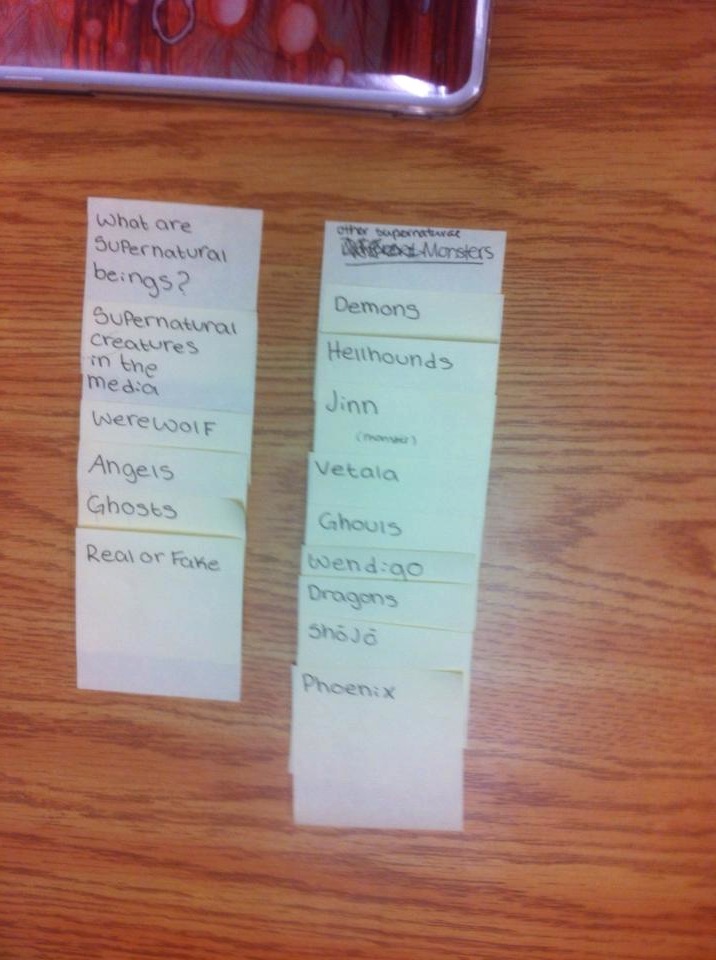 What are
Supernatural
beings?
Supernatural
creatures
in the
media
Werewolf
Angels
Ghosts
Real or Fake
other supernatural
Monsters
Demons
Hellhounds
Jinn
(monster)
Vetala
Ghouls
Wendigo
Dragons
Shōjō
Phoenix